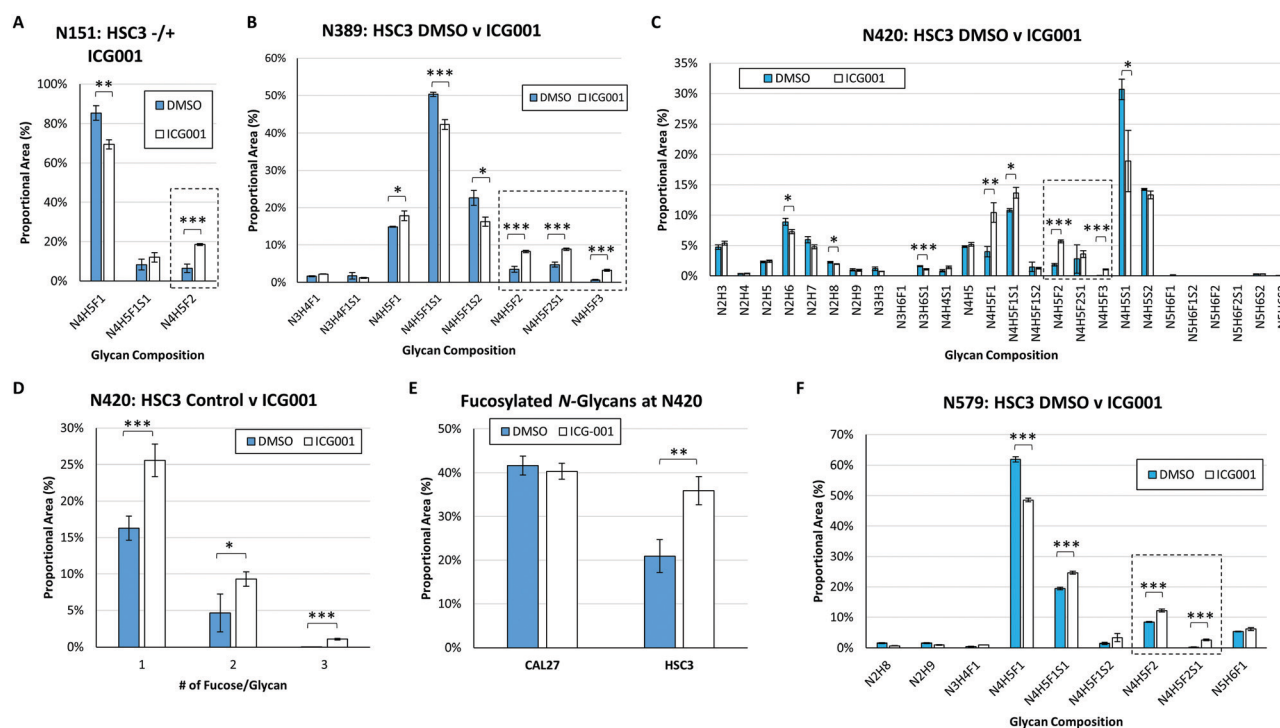 A
N151: HSC3 -/+
ICG001
Proportional Area (%)
100%
80%
60%
40%
20%
0%
**
***
DMSO
ICG001
N4H5F1
N4H5F1S1
N4H5F2
Glycan Composition
B
N389: HSC3 DMSO v ICG001
Proportional Area (%)
60%
50%
40%
30%
20%
10%
0%
*
***
*
***
***
***
DMSO
ICG001
N3H4F1
N3H4F1S1
N4H5F1
N4H5F1S1
N4H5F1S2
N4H5F2
N4H5F2S1
N4H5F3
Glycan Composition
C
N420: HSC3 DMSO v ICG001
Proportional Area (%)
35%
30%
25%
20%
15%
10%
5%
0%
DMSO
ICG001
*
*
***
**
*
***
***
*
N2H3
N2H4
N2H5
N2H6
N2H7
N2H8
N2H9
N3H3
N3H6F1
N3H6S1
N4H4S1
N4H5
N4H5F1
N4H5F1S1
N4H5F1S2
N4H5F2
N4H5F2S1
N4H5F3
N4H5S1
N4H5S2
N5H6F1
N5H6F1S2
N5H6F2
N5H6F2S1
N5H6S2
Glycan Composition
D
N420: HSC3 Control v ICG001
Proportional Area (%)
30%
25%
20%
15%
10%
5%
0%
***
*
***
DMSO
ICG001
1
2
3
# of Fucose/Glycan
E
Fucosylated N-Glycans at N420
Proportional Area (%)
50%
40%
30%
20%
10%
0%
DMSO
ICG-001
**
CAL27
HSC3
F
N579: HSC3 DMSO v ICG001
Proportional Area (%)
70%
60%
50%
40%
30%
20%
10%
0%
***
***
***
***
DMSO
ICG001
N2H8
N2H9
N3H4F1
N4H5F1
N4H5F1S1
N4H5F1S2
N4H5F2
N4H5F2S1
N5H6F1
Glycan Composition